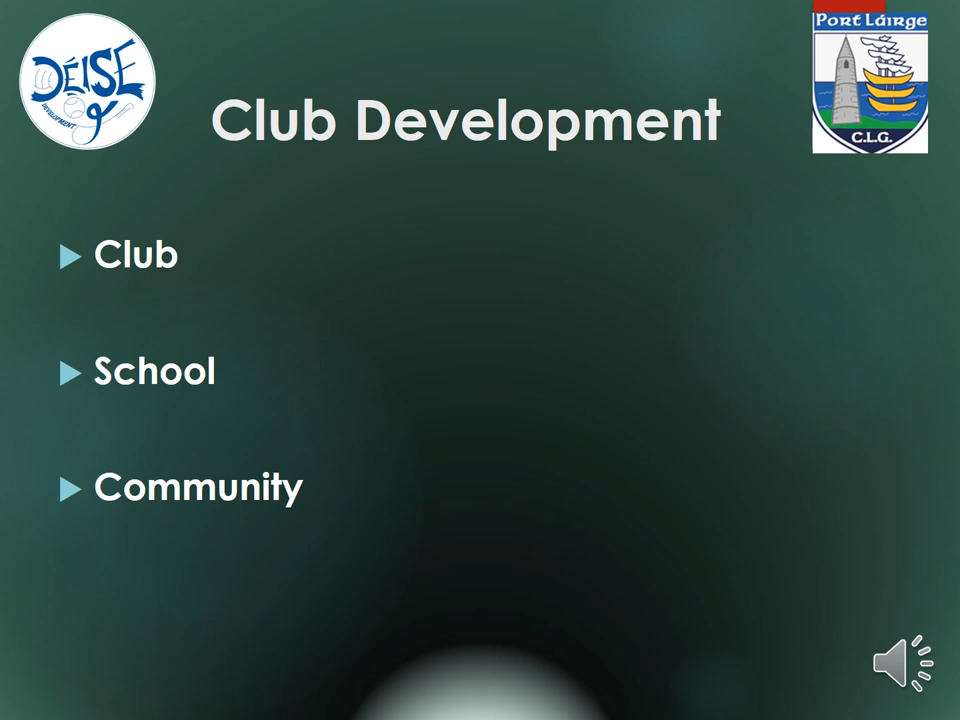 DÉISE
DEVELOPMENT
Port Láirge
C.L.G.
Club Development
Club
School
Community